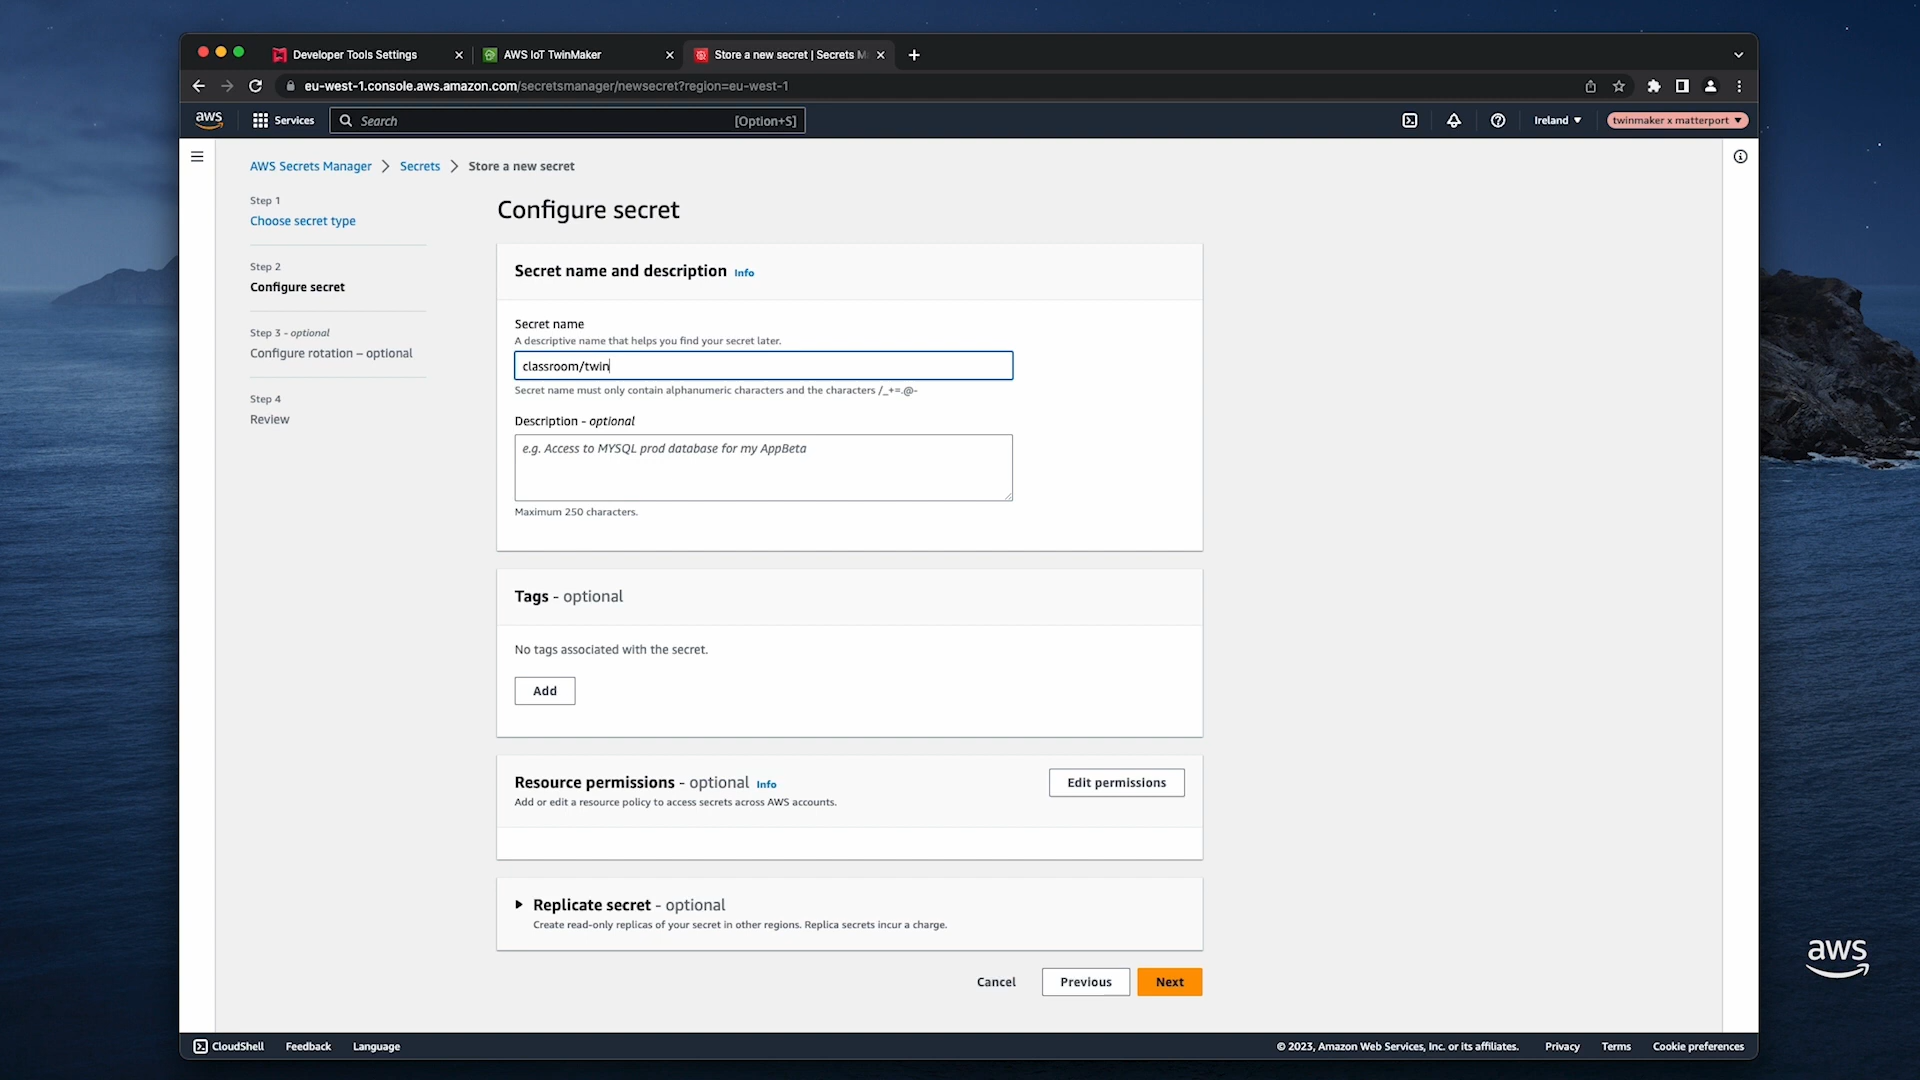 Developer Tools Settings
AWS IoT TwinMaker
Store a new secret | Secrets M
eu-west-1.console.aws.amazon.com/secretsmanager/newsecret?region=eu-west-1
aws
Services
Search
[Option+S]
Ireland
twinmaker x matterport
AWS Secrets Manager
Secrets
Store a new secret
Step 1
Choose secret type
Step 2
Configure secret
Step 3 - optional
Configure rotation – optional
Step 4
Review
Configure secret
Secret name and description Info
Secret name
A descriptive name that helps you find your secret later.
classroom/twin
Secret name must only contain alphanumeric characters and the characters /_+=.@-
Description - optional
e.g. Access to MYSQL prod database for my AppBeta
Maximum 250 characters.
Tags - optional
No tags associated with the secret.
Add
Resource permissions - optional Info
Add or edit a resource policy to access secrets across AWS accounts.
Edit permissions
Replicate secret - optional
Create read-only replicas of your secret in other regions. Replica secrets incur a charge.
Cancel
Previous
Next
aws
CloudShell
Feedback
Language
© 2023, Amazon Web Services, Inc. or its affiliates.
Privacy
Terms
Cookie preferences